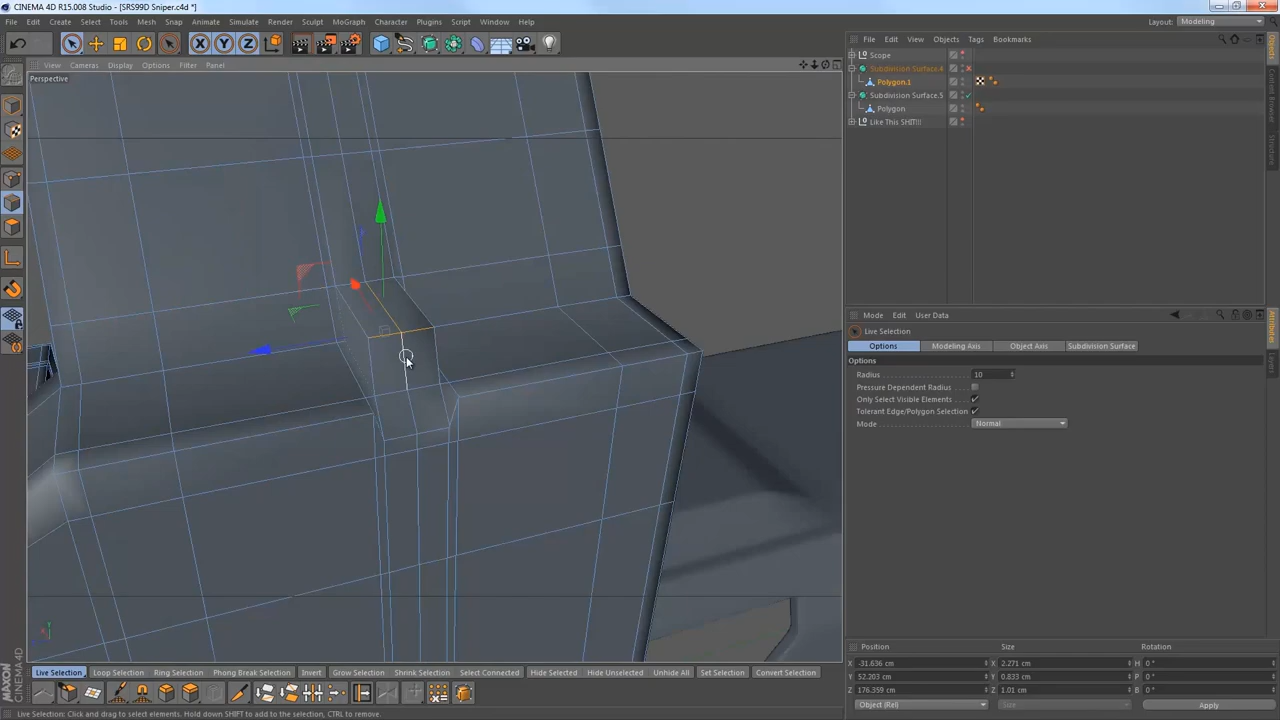 CINEMA 4D R15.008 Studio - [SRS99D Sniper.c4d *]
File Edit Create Select Tools Mesh Snap Animate Simulate Render Sculpt MoGraph Character Plugins Script Window Help
Layout: Modeling
View Cameras Display Options Filter Panel
Perspective
File Edit View Objects Tags Bookmarks
Scope
Subdivision Surface.4
Polygon.1
Subdivision Surface.5
Polygon
Like This SHIT!!!
Objects
Content Browser
Structure
Mode Edit User Data
Live Selection
Options Modeling Axis Object Axis Subdivision Surface
Options
Radius 10
Pressure Dependent Radius
Only Select Visible Elements
Tolerant Edge/Polygon Selection
Mode Normal
Attributes
Layers
Position Size Rotation
X -31.636 cm X 2.271 cm H 0 °
Y 52.203 cm Y 0.833 cm P 0 °
Z 176.359 cm Z 1.01 cm B 0 °
Object (Rel) Size Apply
Live Selection Loop Selection Ring Selection Phong Break Selection Invert Grow Selection Shrink Selection Select Connected Hide Selected Hide Unselected Set Selection Convert Selection
MAXON CINEMA4D
Live Selection: Click and drag to select elements. Hold down SHIFT to add to the selection, CTRL to remove.